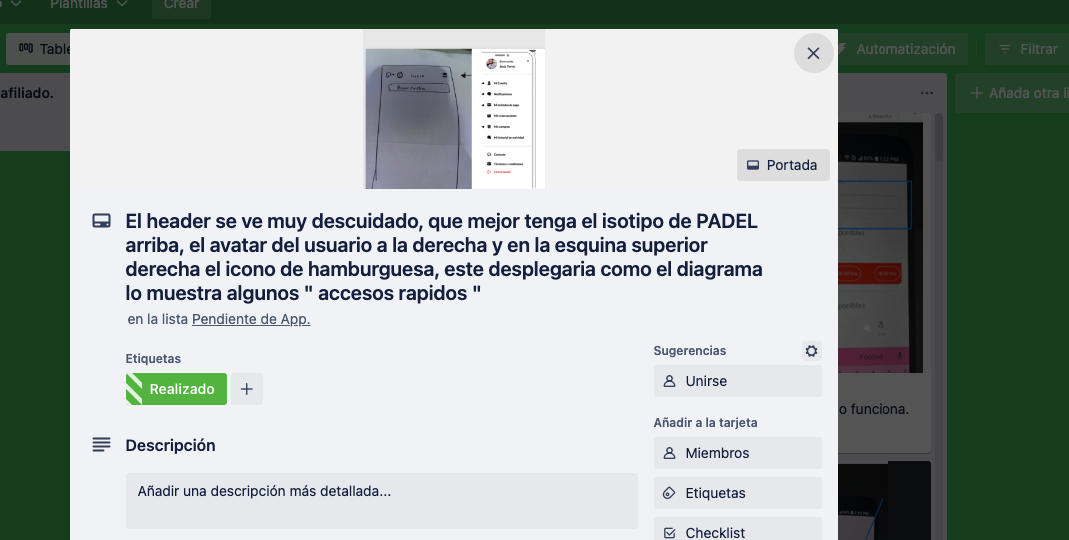 Plantillas
Crear
Automatización
Filtrar
afiliado.
Añada otra
Portada
El header se ve muy descuidado, que mejor tenga el isotipo de PADEL
arriba, el avatar del usuario a la derecha y en la esquina superior
derecha el icono de hamburguesa, este desplegaria como el diagrama
lo muestra algunos " accesos rapidos "
en la lista Pendiente de App.
Etiquetas
Realizado
Sugerencias
Unirse
Añadir a la tarjeta
Miembros
Etiquetas
Checklist
Descripción
Añadir una descripción más detallada...
o funciona.